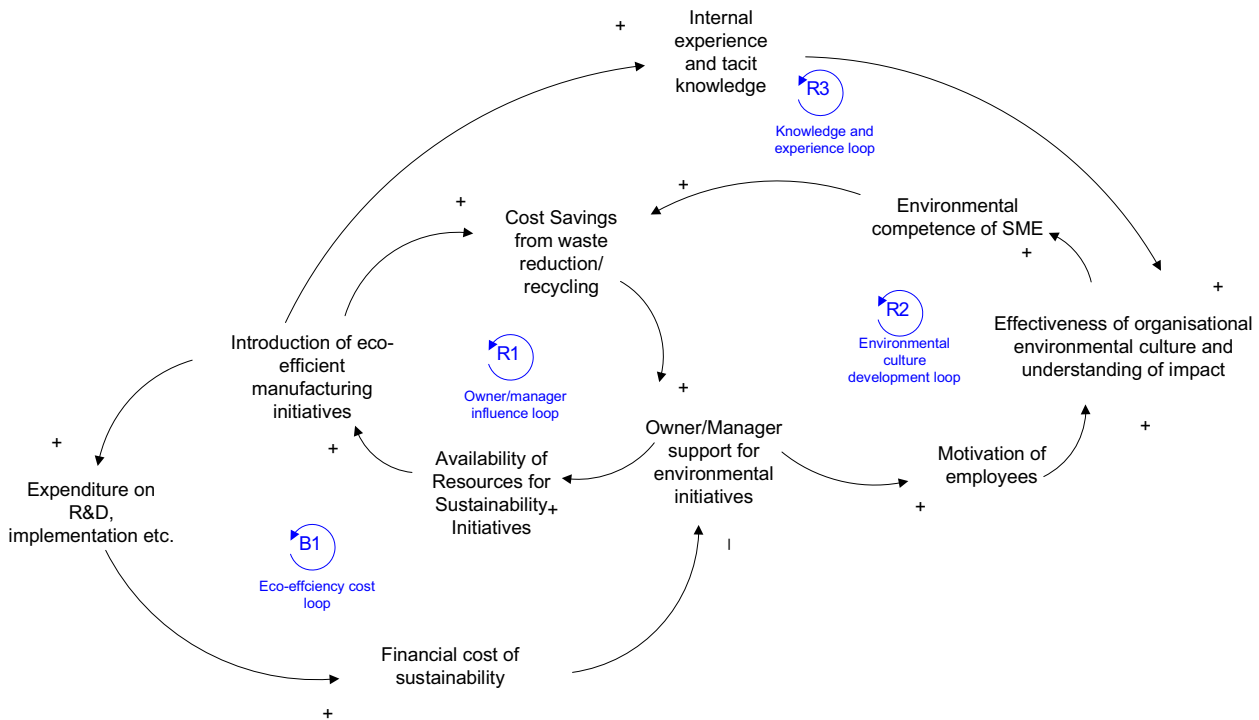 +
Internal
experience
and tacit
knowledge
R3
Knowledge and
experience loop
+
+
Cost Savings
from waste
reduction/
recycling
Environmental
competence of SME
+
+
R2
Environmental
culture
development loop
Effectiveness of organisational
environmental culture and
understanding of impact
+
Introduction of eco-
efficient
manufacturing
initiatives
R1
Owner/manager
influence loop
+
Owner/Manager
support for
environmental
initiatives
Motivation of
employees
+
+
+
Availability of
Resources for
Sustainability
Initiatives
+
Expenditure on
R&D,
implementation etc.
B1
Eco-effciency cost
loop
|
Financial cost of
sustainability
+